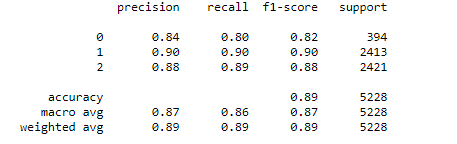 precision recall f1-score support
0 0.84 0.80 0.82 394
1 0.90 0.90 0.90 2413
2 0.88 0.89 0.88 2421
accuracy 0.89 5228
macro avg 0.87 0.86 0.87 5228
weighted avg 0.89 0.89 0.89 5228